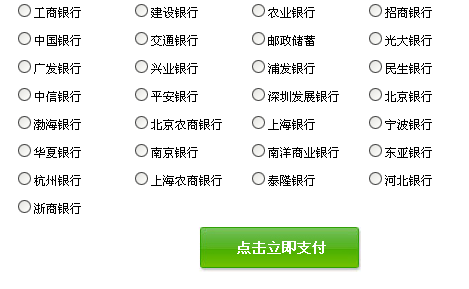 工商银行 建设银行 农业银行 招商银行
中国银行 交通银行 邮政储蓄 光大银行
广发银行 兴业银行 浦发银行 民生银行
中信银行 平安银行 深圳发展银行 北京银行
渤海银行 北京农商银行 上海银行 宁波银行
华夏银行 南京银行 南洋商业银行 东亚银行
杭州银行 上海农商银行 泰隆银行 河北银行
浙商银行
点击立即支付